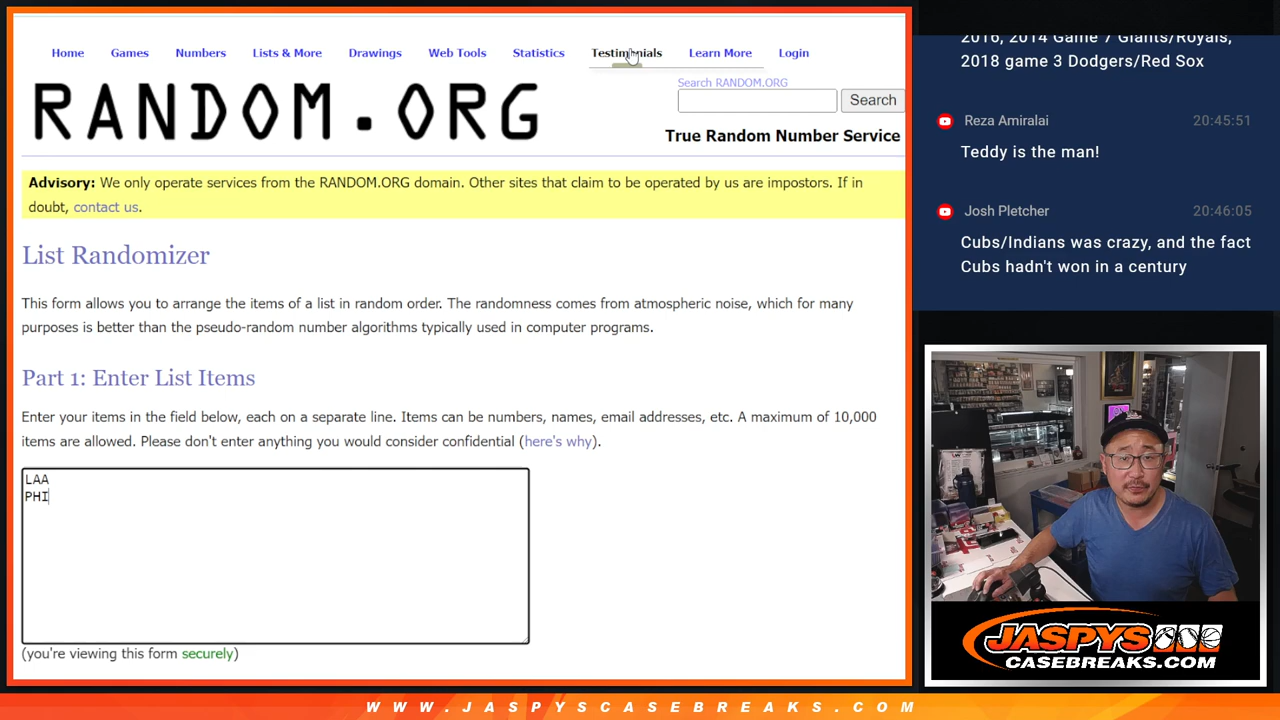 Home Games Numbers Lists & More Drawings Web Tools Statistics Testimonials Learn More Login
RANDOM.ORG
Search RANDOM.ORG
Search
True Random Number Service
Advisory: We only operate services from the RANDOM.ORG domain. Other sites that claim to be operated by us are impostors. If in
doubt, contact us.
List Randomizer
This form allows you to arrange the items of a list in random order. The randomness comes from atmospheric noise, which for many
purposes is better than the pseudo-random number algorithms typically used in computer programs.
Part 1: Enter List Items
Enter your items in the field below, each on a separate line. Items can be numbers, names, email addresses, etc. A maximum of 10,000
items are allowed. Please don't enter anything you would consider confidential (here's why).
LAA
PHI
(you're viewing this form securely)
2016, 2014 Game 7 Giants/Royals,
2018 game 3 Dodgers/Red Sox
Reza Amiralai 20:45:51
Teddy is the man!
Josh Pletcher 20:46:05
Cubs/Indians was crazy, and the fact
Cubs hadn't won in a century
JASPYS
CASEBREAKS.COM
WWW.JASPYSCASEBREAKS.COM